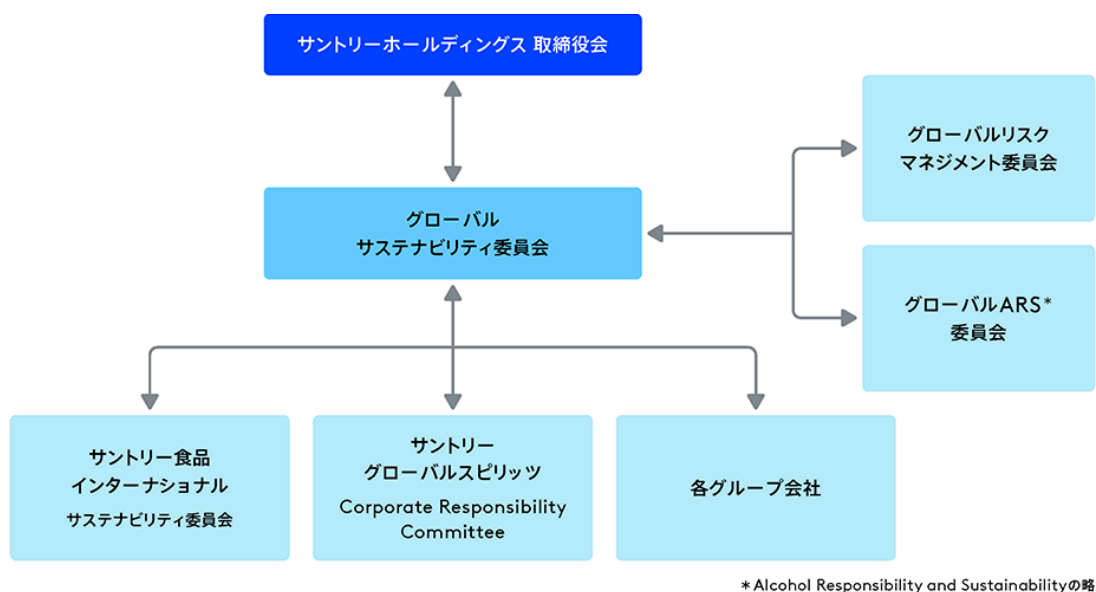 サントリーホールディングス 取締役会
グローバル
サステナビリティ委員会
グローバルリスク
マネジメント委員会
グローバルARS*
委員会
サントリー食品
インターナショナル
サステナビリティ委員会
サントリー
グローバルスピリッツ
Corporate Responsibility
Committee
各グループ会社
*Alcohol Responsibility and Sustainabilityの略